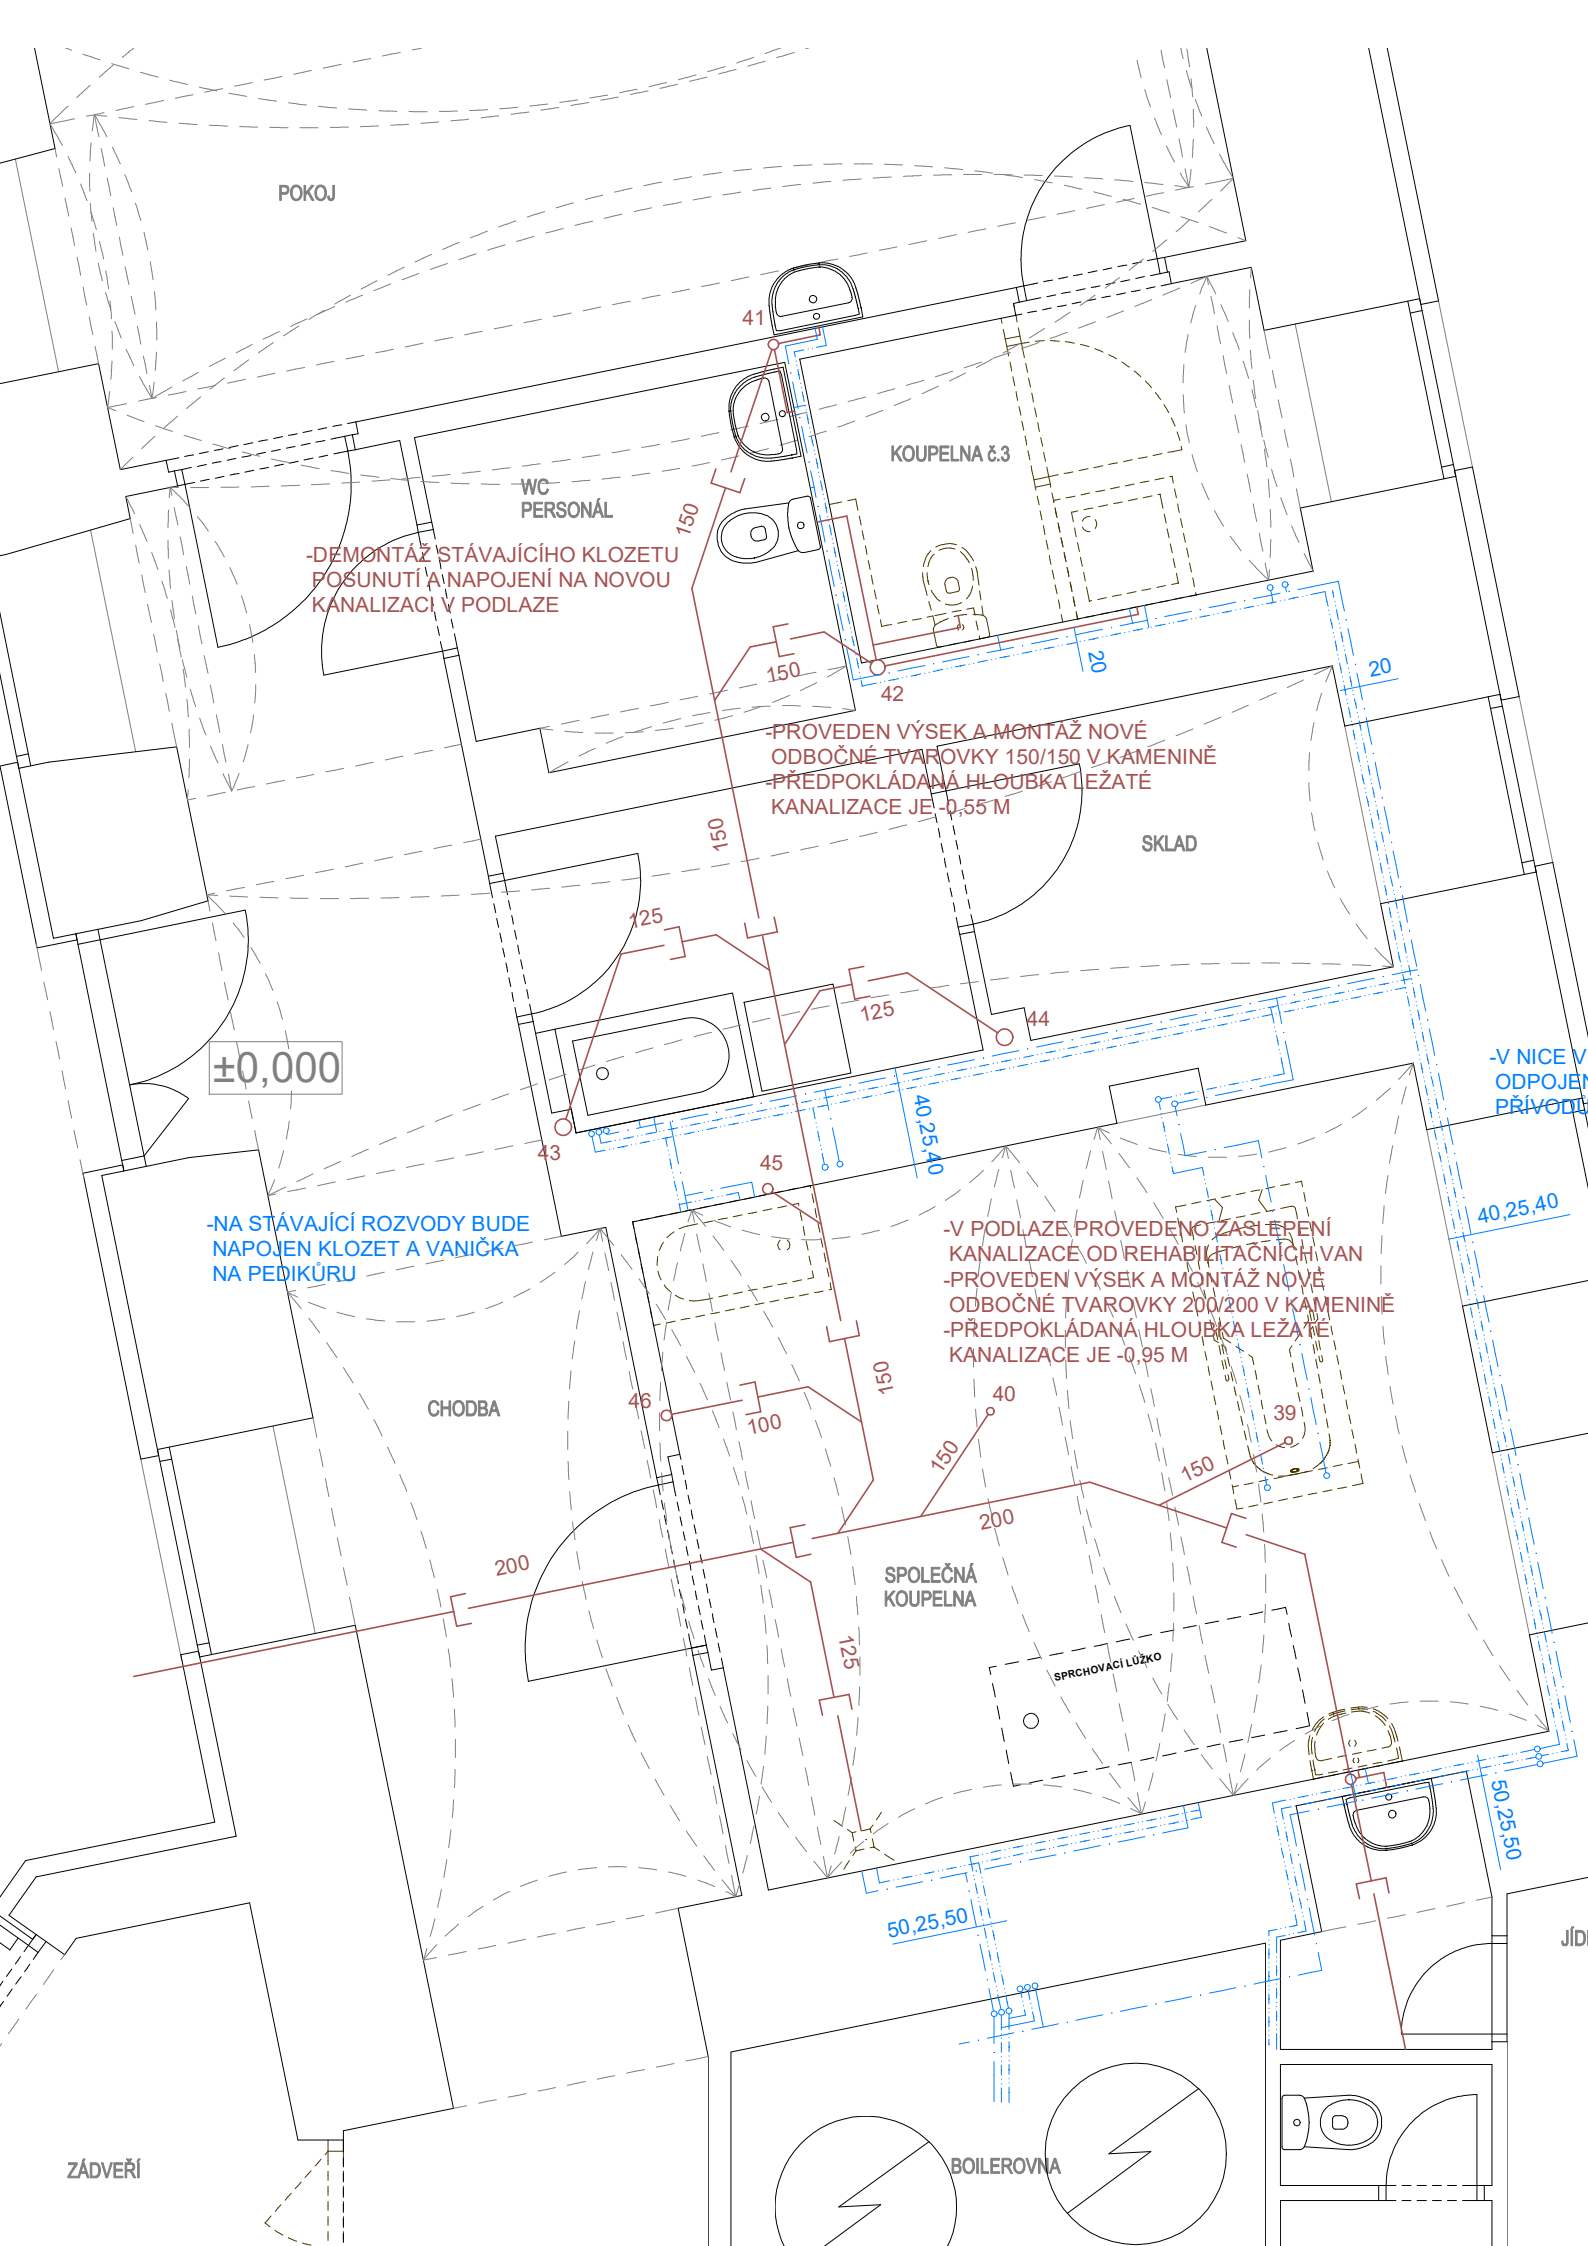 POKOJ
41
KOUPELNA č.3
WC
PERSONÁL
150
-DEMONTÁŽ STÁVAJÍCÍHO KLOZETU
POSUNUTÍ A NAPOJENÍ NA NOVOU
KANALIZACI V PODLAZE
150
42
20
20
-PROVEDEN VÝSEK A MONTÁŽ NOVÉ
ODBOČNÉ TVAROVKY 150/150 V KAMENINĚ
-PŘEDPOKLÁDANÁ HLOUBKA LEŽATÉ
KANALIZACE JE -0,55 M
150
SKLAD
125
125
44
±0,000
-V NICE V
ODPOJEN
PŘÍVODŮ
40,25,40
43
45
40,25,40
-NA STÁVAJÍCÍ ROZVODY BUDE
NAPOJEN KLOZET A VANIČKA
NA PEDIKŮRU
-V PODLAZE PROVEDENO ZASLEPENÍ
KANALIZACE OD REHABILITAČNÍCH VAN
-PROVEDEN VÝSEK A MONTÁŽ NOVÉ
ODBOČNÉ TVAROVKY 200/200 V KAMENINĚ
-PŘEDPOKLÁDANÁ HLOUBKA LEŽATÉ
KANALIZACE JE -0,95 M
150
CHODBA
46
100
40
39
150
150
200
200
SPOLEČNÁ
KOUPELNA
125
SPRCHOVACÍ LŮŽKO
50,25,50
50,25,50
JÍD
ZÁDVEŘÍ
BOILEROVNA